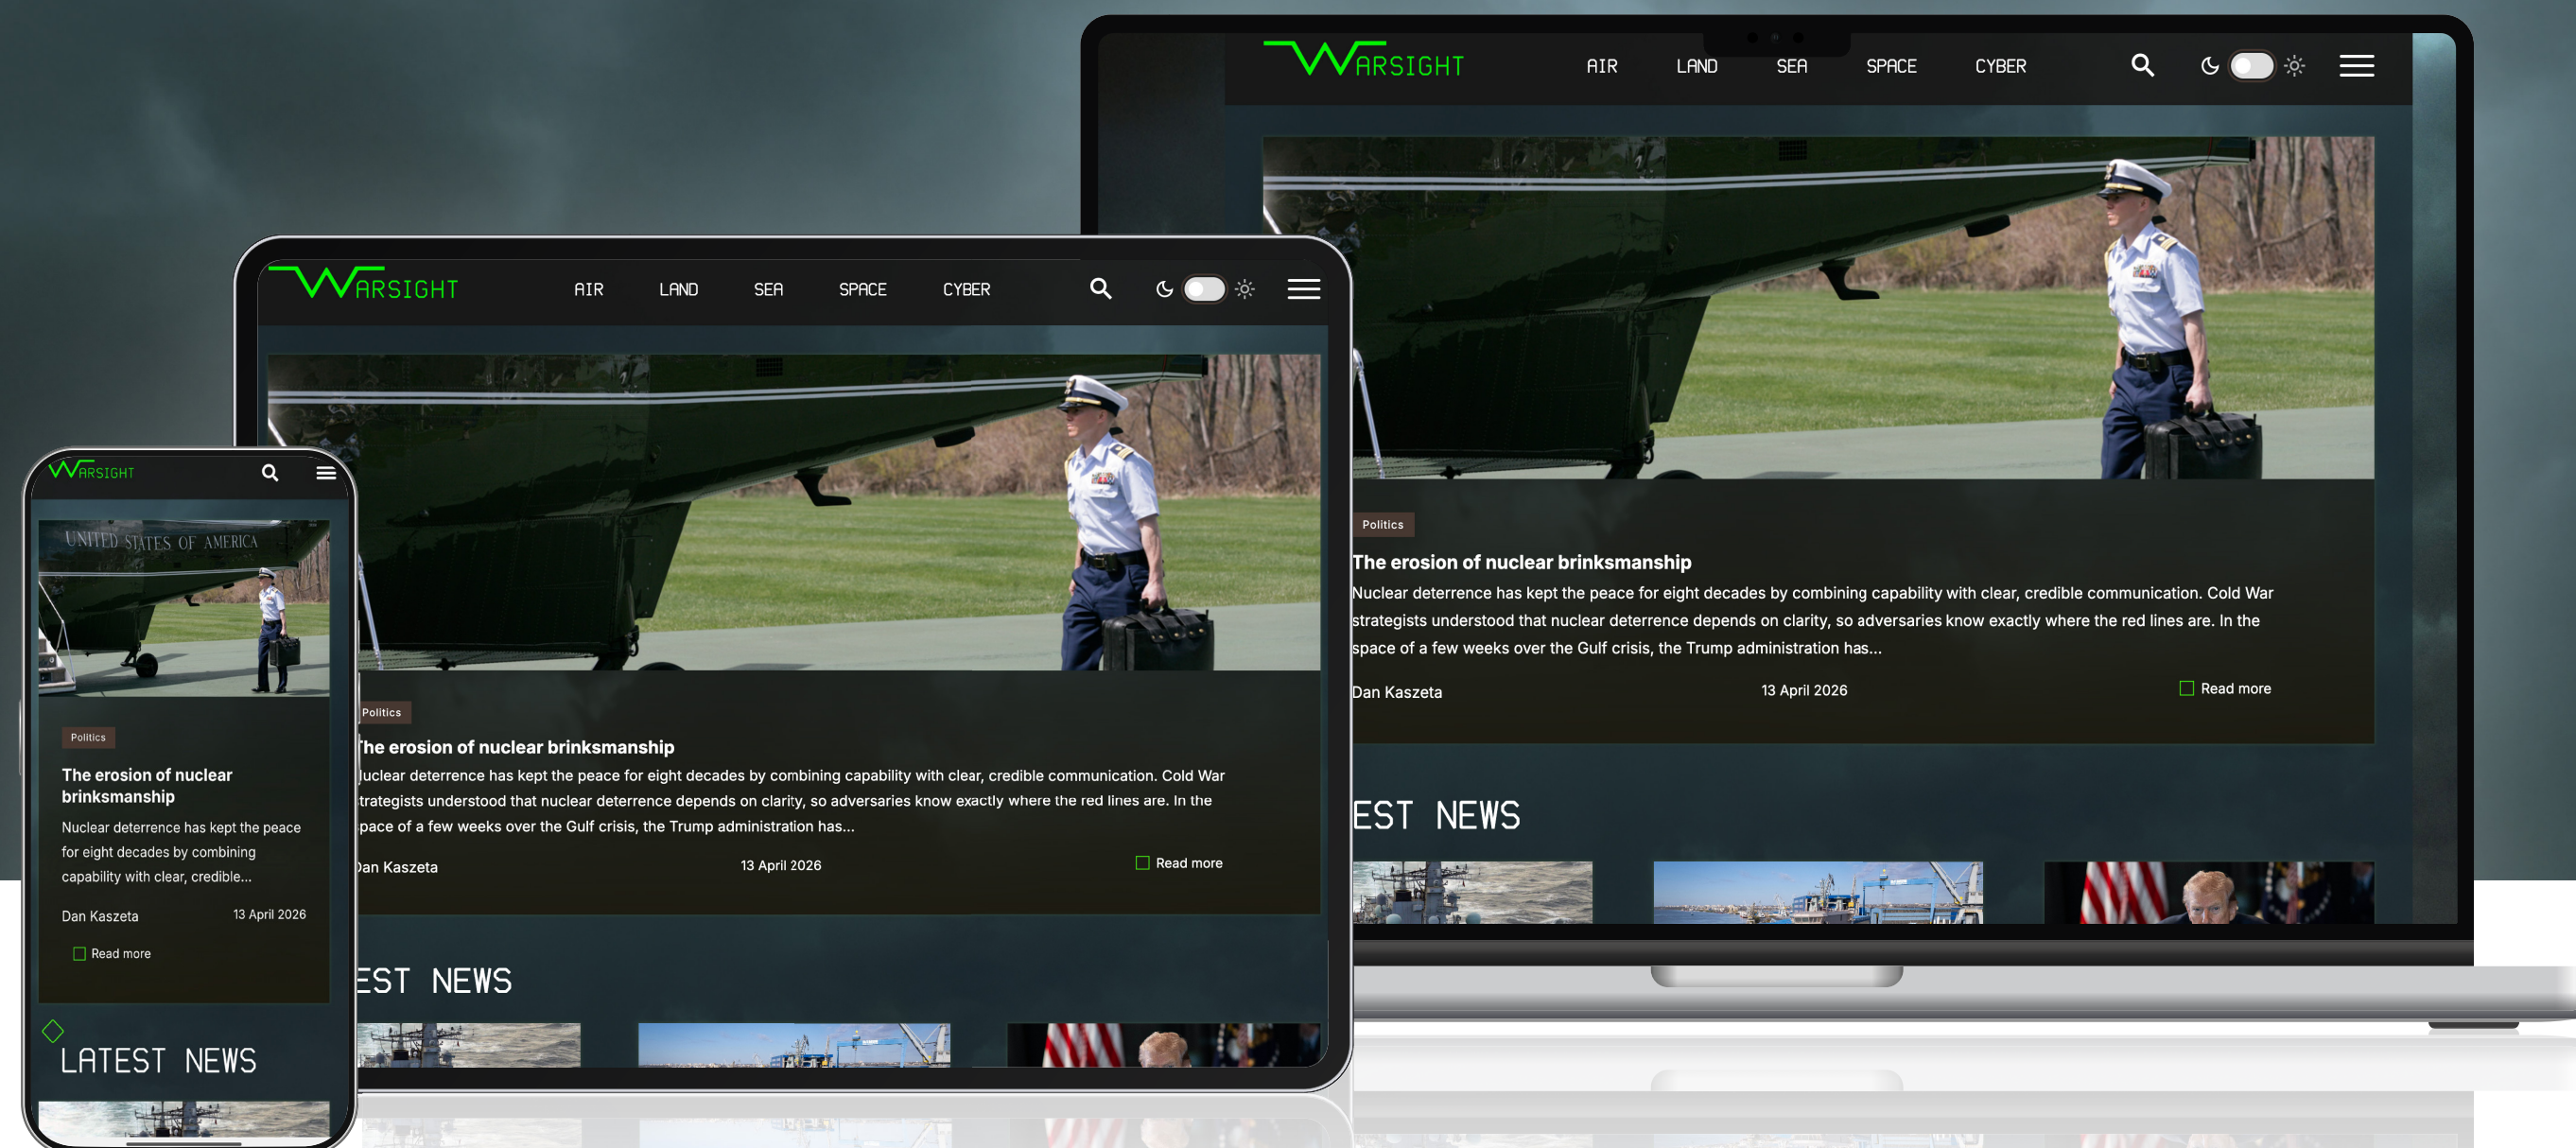 WARSIGHT
AIR LAND SEA SPACE CYBER
Politics
The erosion of nuclear brinksmanship
Nuclear deterrence has kept the peace for eight decades by combining capability with clear, credible communication. Cold War
strategists understood that nuclear deterrence depends on clarity, so adversaries know exactly where the red lines are. In the
space of a few weeks over the Gulf crisis, the Trump administration has...
Dan Kaszeta 13 April 2026 Read more
EST NEWS
WARSIGHT
AIR LAND SEA SPACE CYBER
Politics
The erosion of nuclear brinksmanship
uclear deterrence has kept the peace for eight decades by combining capability with clear, credible communication. Cold War
trategists understood that nuclear deterrence depends on clarity, so adversaries know exactly where the red lines are. In the
pace of a few weeks over the Gulf crisis, the Trump administration has...
Dan Kaszeta 13 April 2026 Read more
EST NEWS
WARSIGHT
UNITED STATES OF AMERICA
Politics
The erosion of nuclear
brinksmanship
Nuclear deterrence has kept the peace
for eight decades by combining
capability with clear, credible...
Dan Kaszeta 13 April 2026
Read more
LATEST NEWS